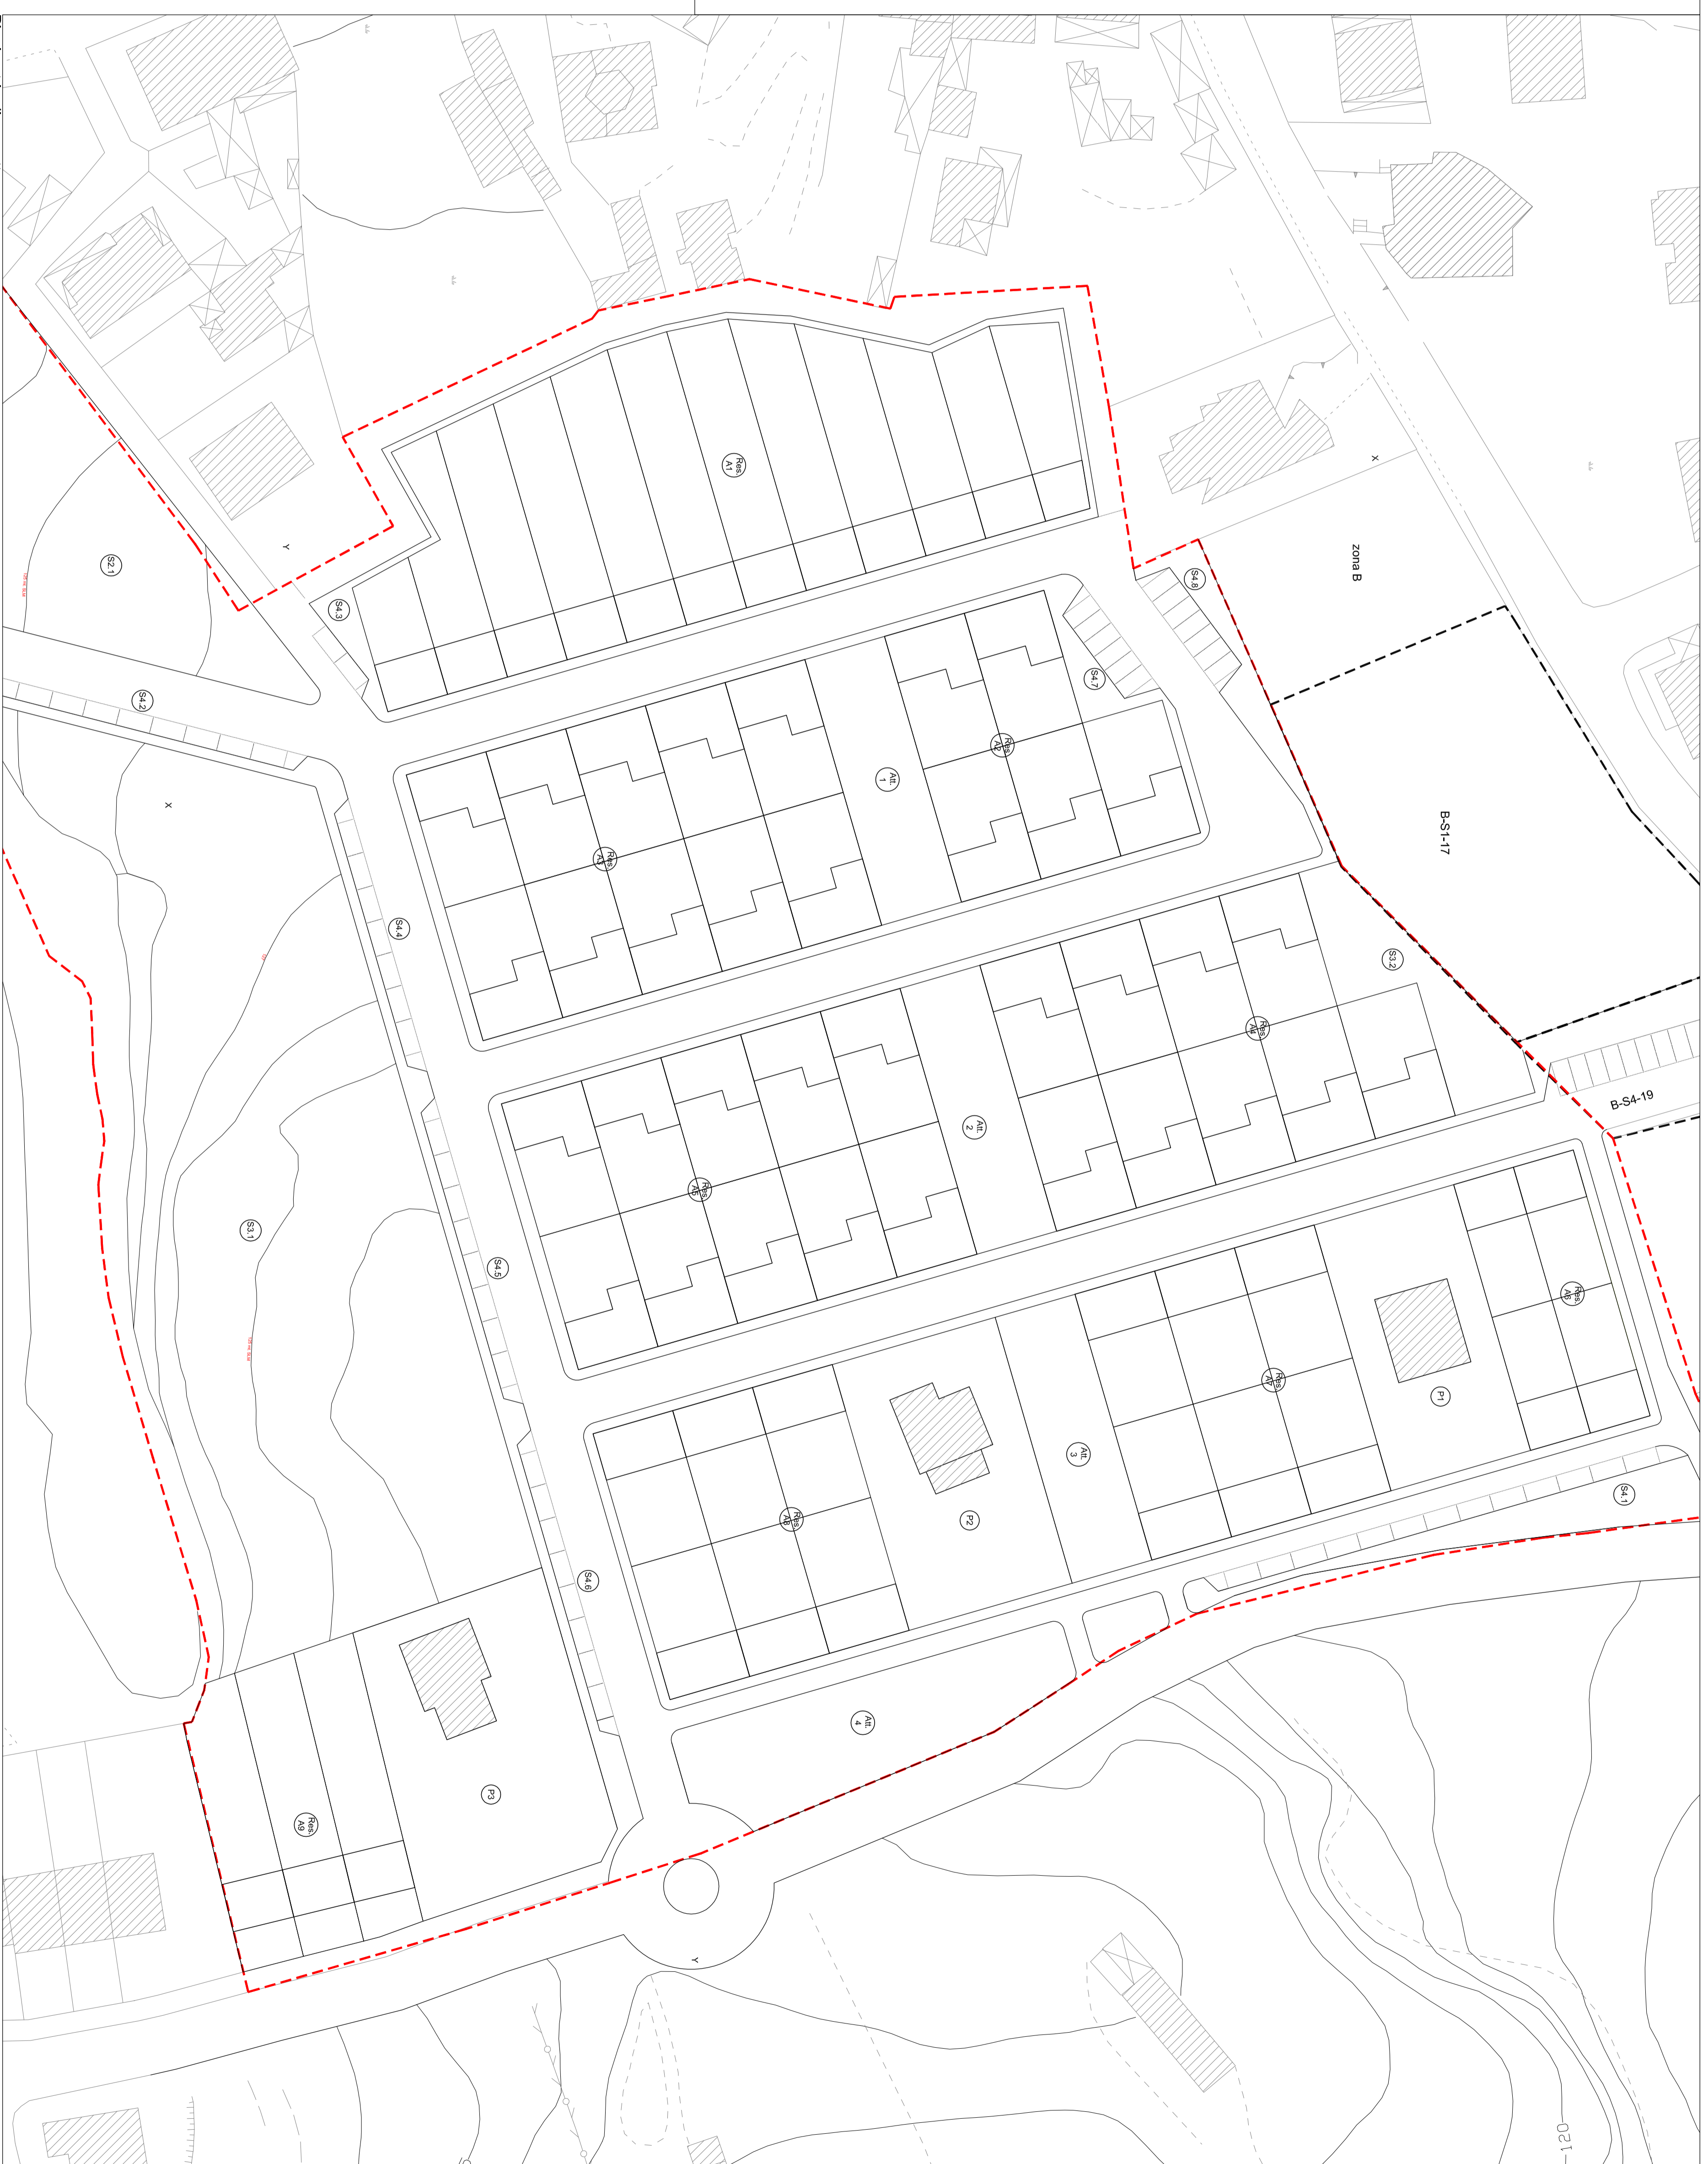 Res.
A1
zona B
X
Y
S2.1
S4.3
S4.8
S4.7
S4.2
Res.
A2
Att.
1
B-S1-17
X
Res.
A3
S4.4
S3.2
Res.
A4
B-S4-19
Att.
2
Res.
A5
S3.1
S4.5
Res.
A6
Res.
A7
P1
Att.
3
S4.1
Res.
A8
P2
S4.6
Att.
4
P3
Res.
A9
Y
120